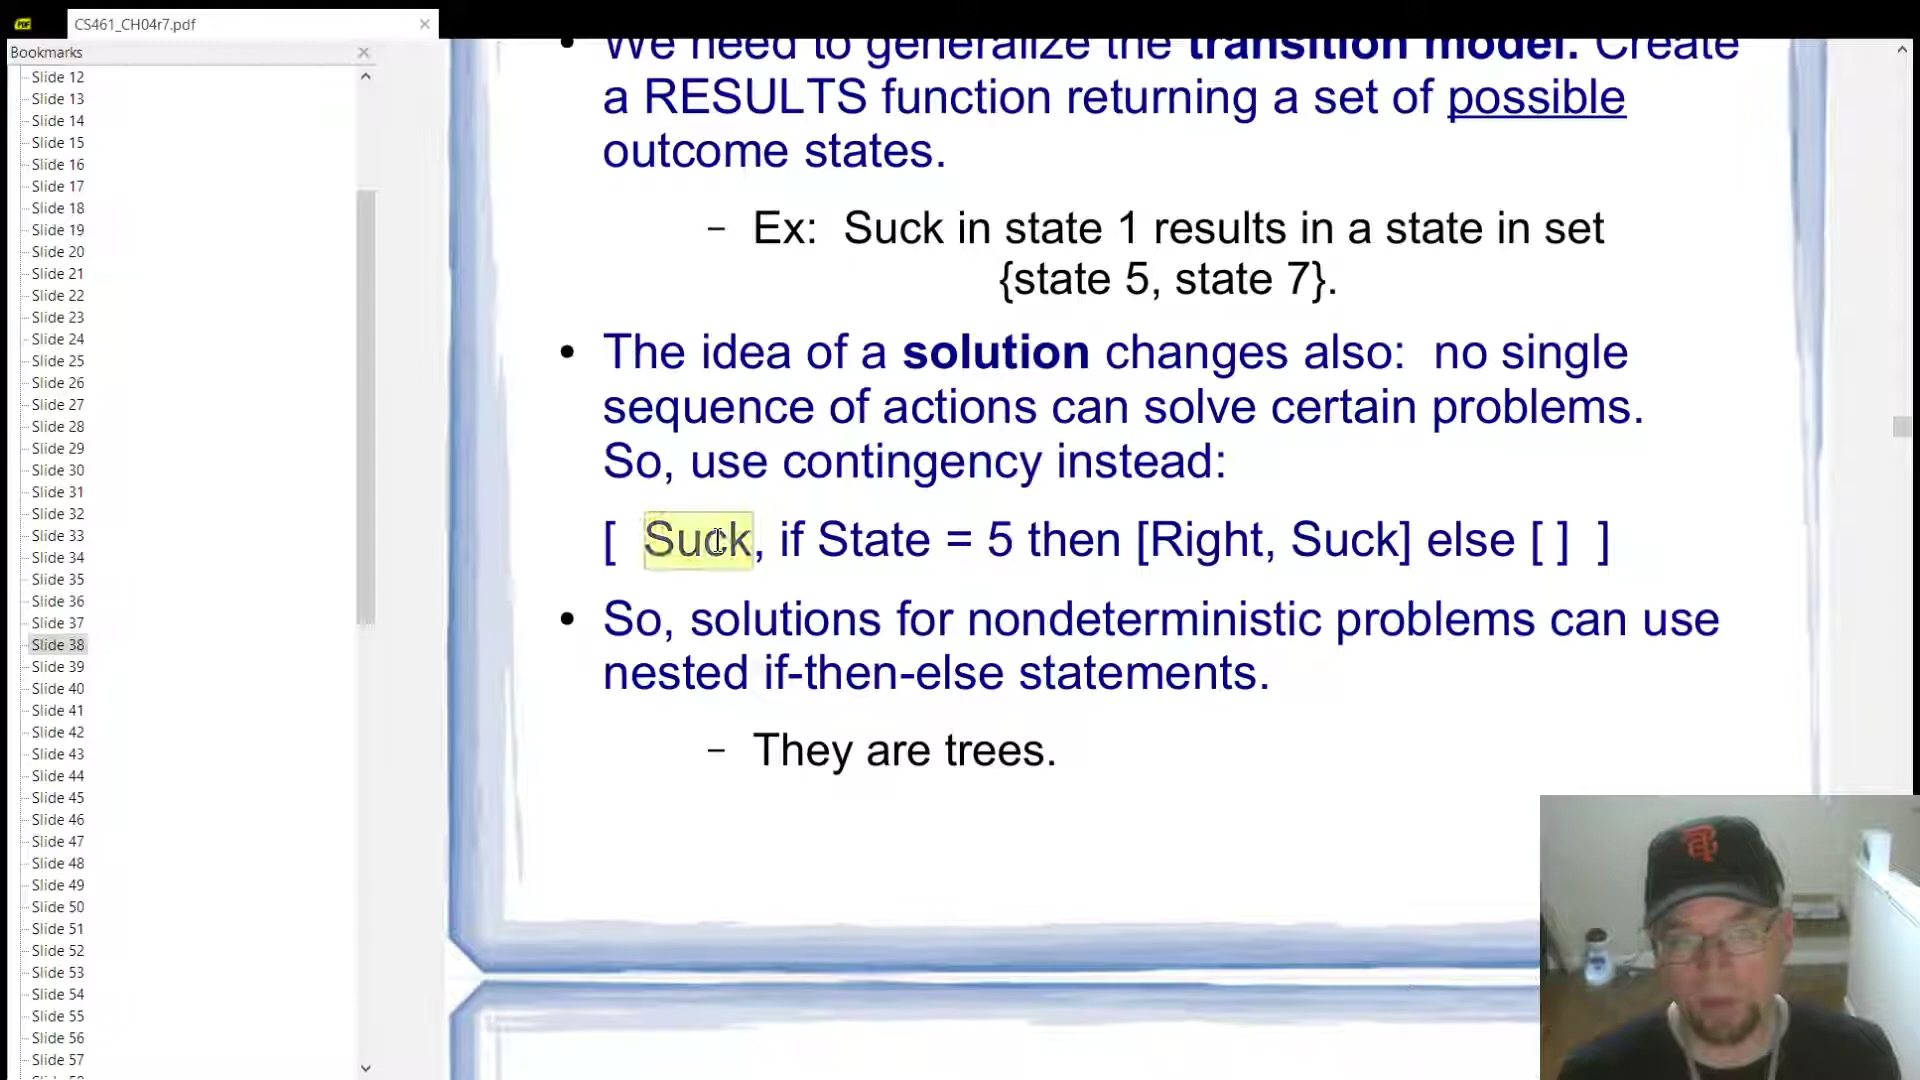 CS461_CH04r7.pdf
Bookmarks
Slide 12
Slide 13
Slide 14
Slide 15
Slide 16
Slide 17
Slide 18
Slide 19
Slide 20
Slide 21
Slide 22
Slide 23
Slide 24
Slide 25
Slide 26
Slide 27
Slide 28
Slide 29
Slide 30
Slide 31
Slide 32
Slide 33
Slide 34
Slide 35
Slide 36
Slide 37
Slide 38
Slide 39
Slide 40
Slide 41
Slide 42
Slide 43
Slide 44
Slide 45
Slide 46
Slide 47
Slide 48
Slide 49
Slide 50
Slide 51
Slide 52
Slide 53
Slide 54
Slide 55
Slide 56
Slide 57
• We need to generalize the transition model. Create
a RESULTS function returning a set of possible
outcome states.
– Ex: Suck in state 1 results in a state in set
{state 5, state 7}.
• The idea of a solution changes also: no single
sequence of actions can solve certain problems.
So, use contingency instead:
[ Suck, if State = 5 then [Right, Suck] else [ ] ]
• So, solutions for nondeterministic problems can use
nested if-then-else statements.
– They are trees.